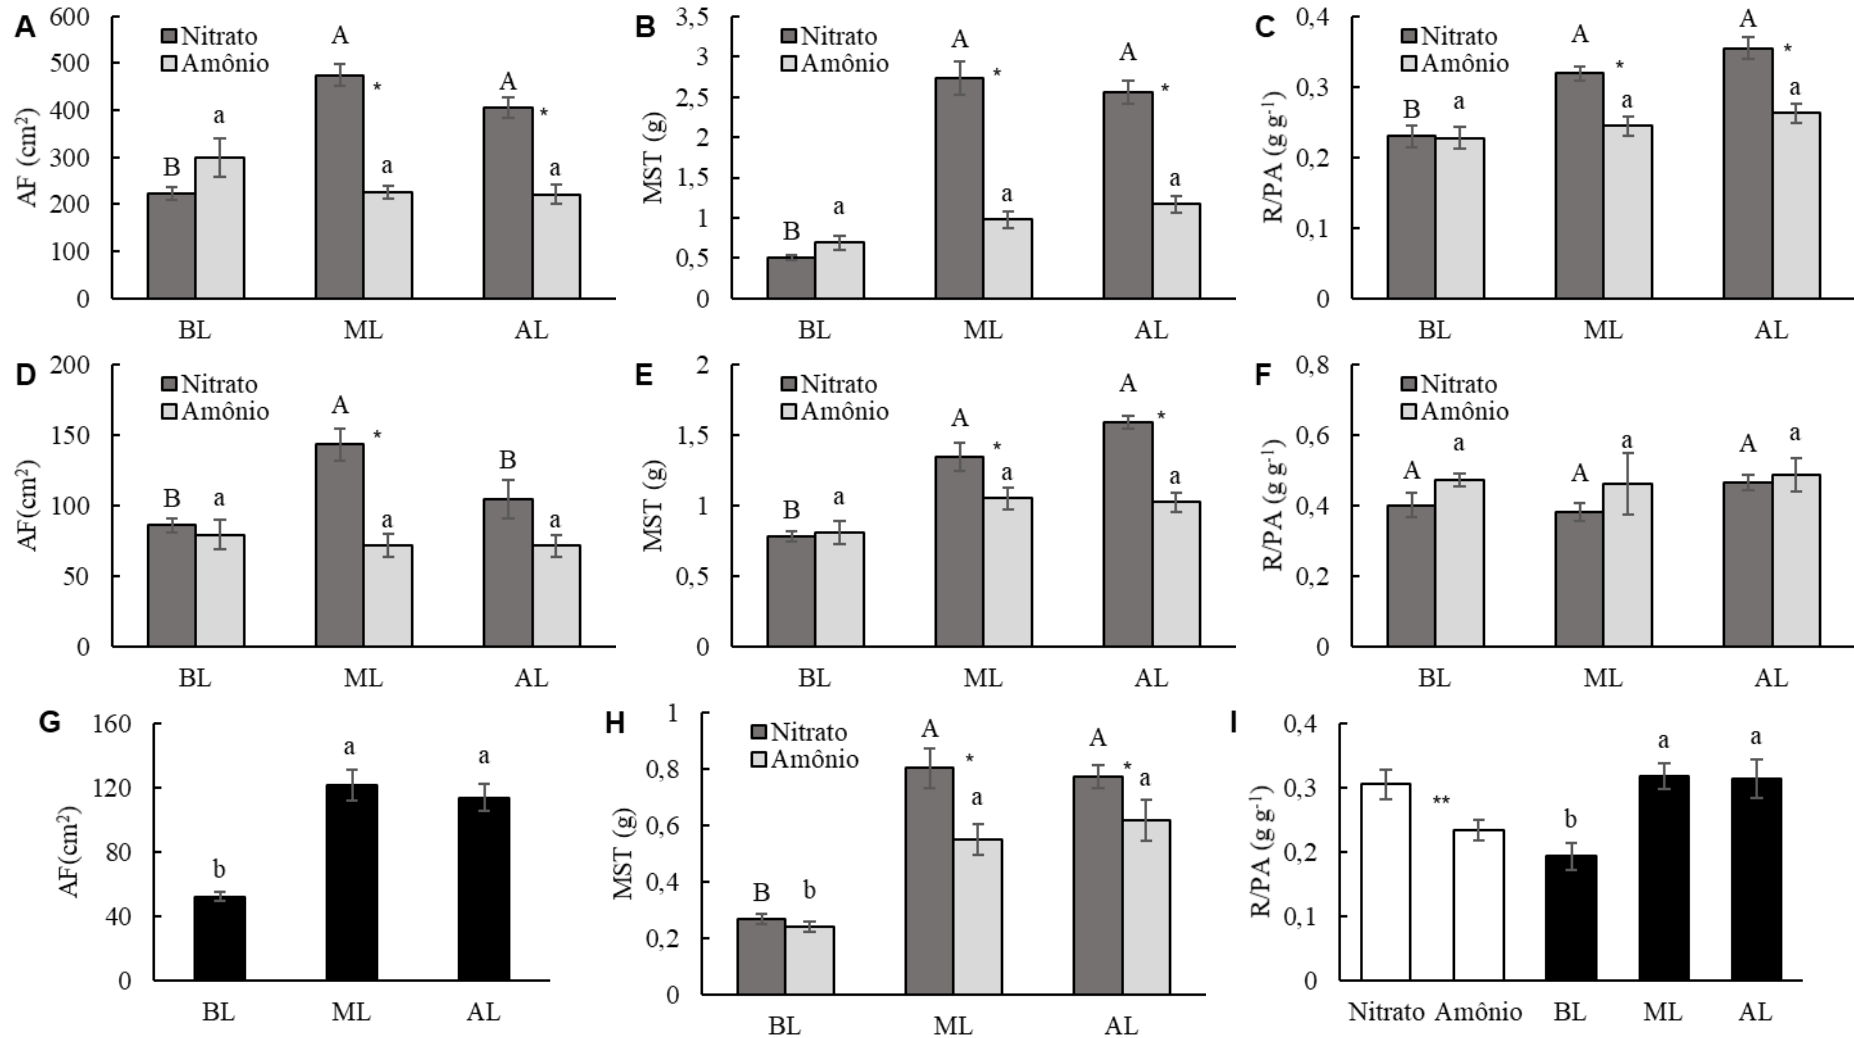 A
AF (cm²)
600
500
400
300
200
100
0
Nitrato
Amônio
B
a
A
*
a
A
*
a
BL
ML
AL
B
MST (g)
3,5
3
2,5
2
1,5
1
0,5
0
Nitrato
Amônio
B
a
A
*
a
A
*
a
BL
ML
AL
C
R/PA (g g⁻¹)
0,4
0,3
0,2
0,1
0
Nitrato
Amônio
B
a
A
*
a
A
*
a
BL
ML
AL
D
AF(cm²)
200
150
100
50
0
Nitrato
Amônio
B
a
A
*
a
B
a
BL
ML
AL
E
MST (g)
2
1,5
1
0,5
0
Nitrato
Amônio
B
a
A
*
a
A
*
a
BL
ML
AL
F
R/PA (g g⁻¹)
0,8
0,6
0,4
0,2
0
Nitrato
Amônio
A
a
A
a
A
a
BL
ML
AL
G
AF(cm²)
160
120
80
40
0
b
a
a
BL
ML
AL
H
MST (g)
1
0,8
0,6
0,4
0,2
0
Nitrato
Amônio
B
b
A
*
a
A
*
a
BL
ML
AL
I
R/PA (g g⁻¹)
0,4
0,3
0,2
0,1
0
**
b
a
a
Nitrato
Amônio
BL
ML
AL